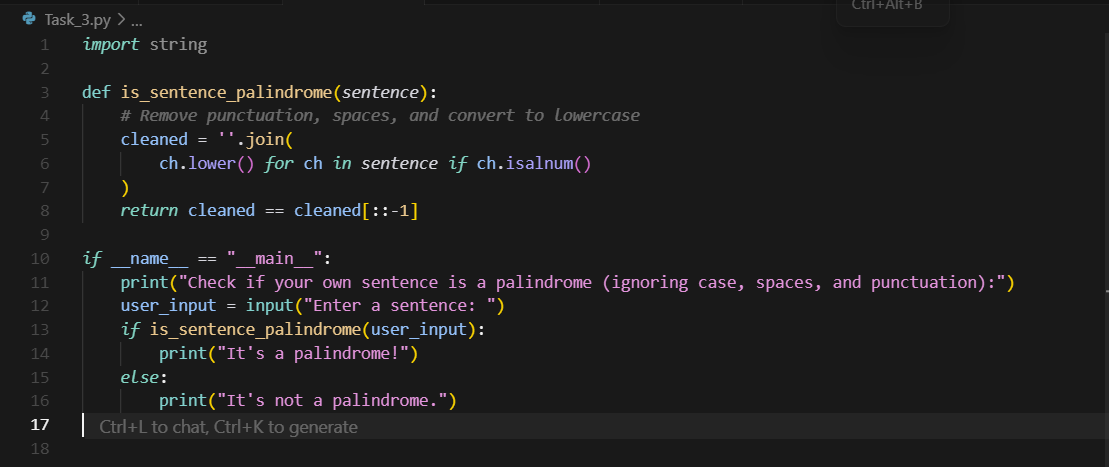 Ctrl+Alt+B
Task_3.py > ...
1 import string
2
3 def is_sentence_palindrome(sentence):
4     # Remove punctuation, spaces, and convert to lowercase
5     cleaned = ''.join(
6         ch.lower() for ch in sentence if ch.isalnum()
7     )
8     return cleaned == cleaned[::-1]
9
10 if __name__ == "__main__":
11     print("Check if your own sentence is a palindrome (ignoring case, spaces, and punctuation):")
12     user_input = input("Enter a sentence: ")
13     if is_sentence_palindrome(user_input):
14         print("It's a palindrome!")
15     else:
16         print("It's not a palindrome.")
17 Ctrl+L to chat, Ctrl+K to generate
18